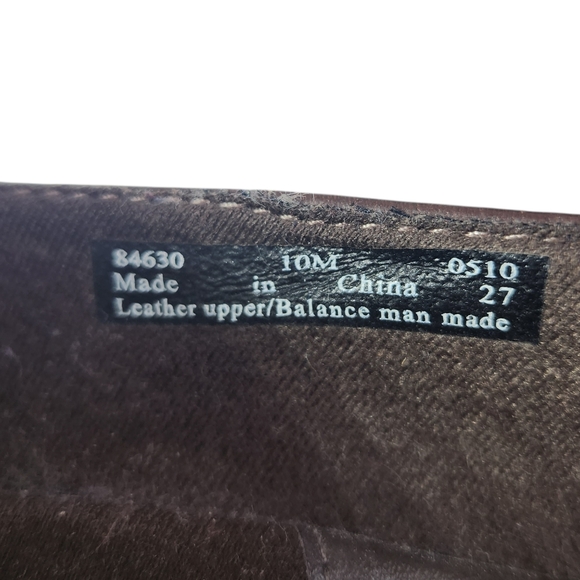 84630 10M 0510
Made in China 27
Leather upper/Balance man made